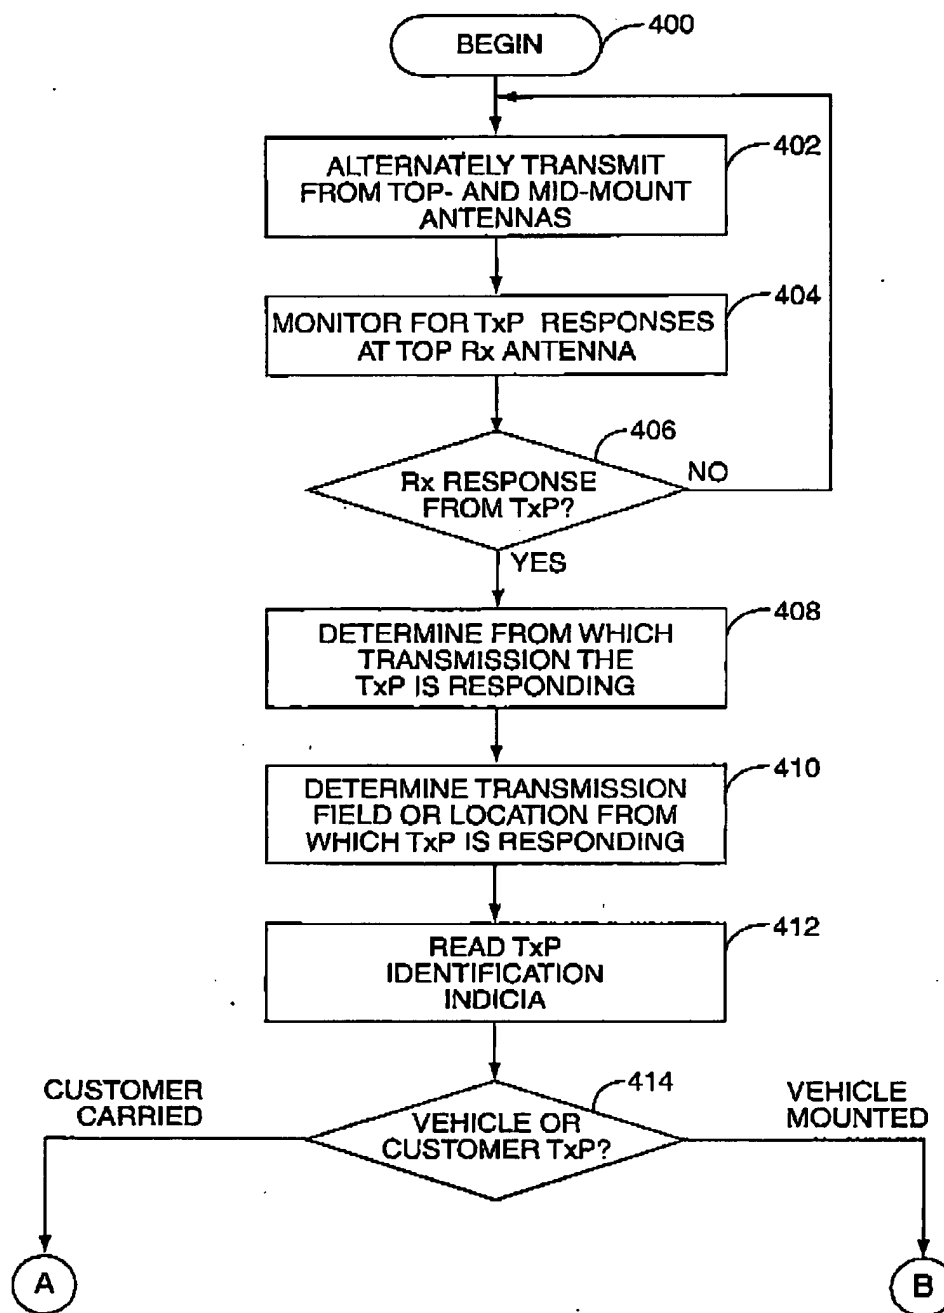 BEGIN
400
ALTERNATELY TRANSMIT
FROM TOP- AND MID-MOUNT
ANTENNAS
402
MONITOR FOR TxP RESPONSES
AT TOP Rx ANTENNA
404
Rx RESPONSE
FROM TxP?
406
NO
YES
DETERMINE FROM WHICH
TRANSMISSION THE
TxP IS RESPONDING
408
DETERMINE TRANSMISSION
FIELD OR LOCATION FROM
WHICH TxP IS RESPONDING
410
READ TxP
IDENTIFICATION
INDICIA
412
CUSTOMER
CARRIED
VEHICLE OR
CUSTOMER TxP?
414
VEHICLE
MOUNTED
A
B